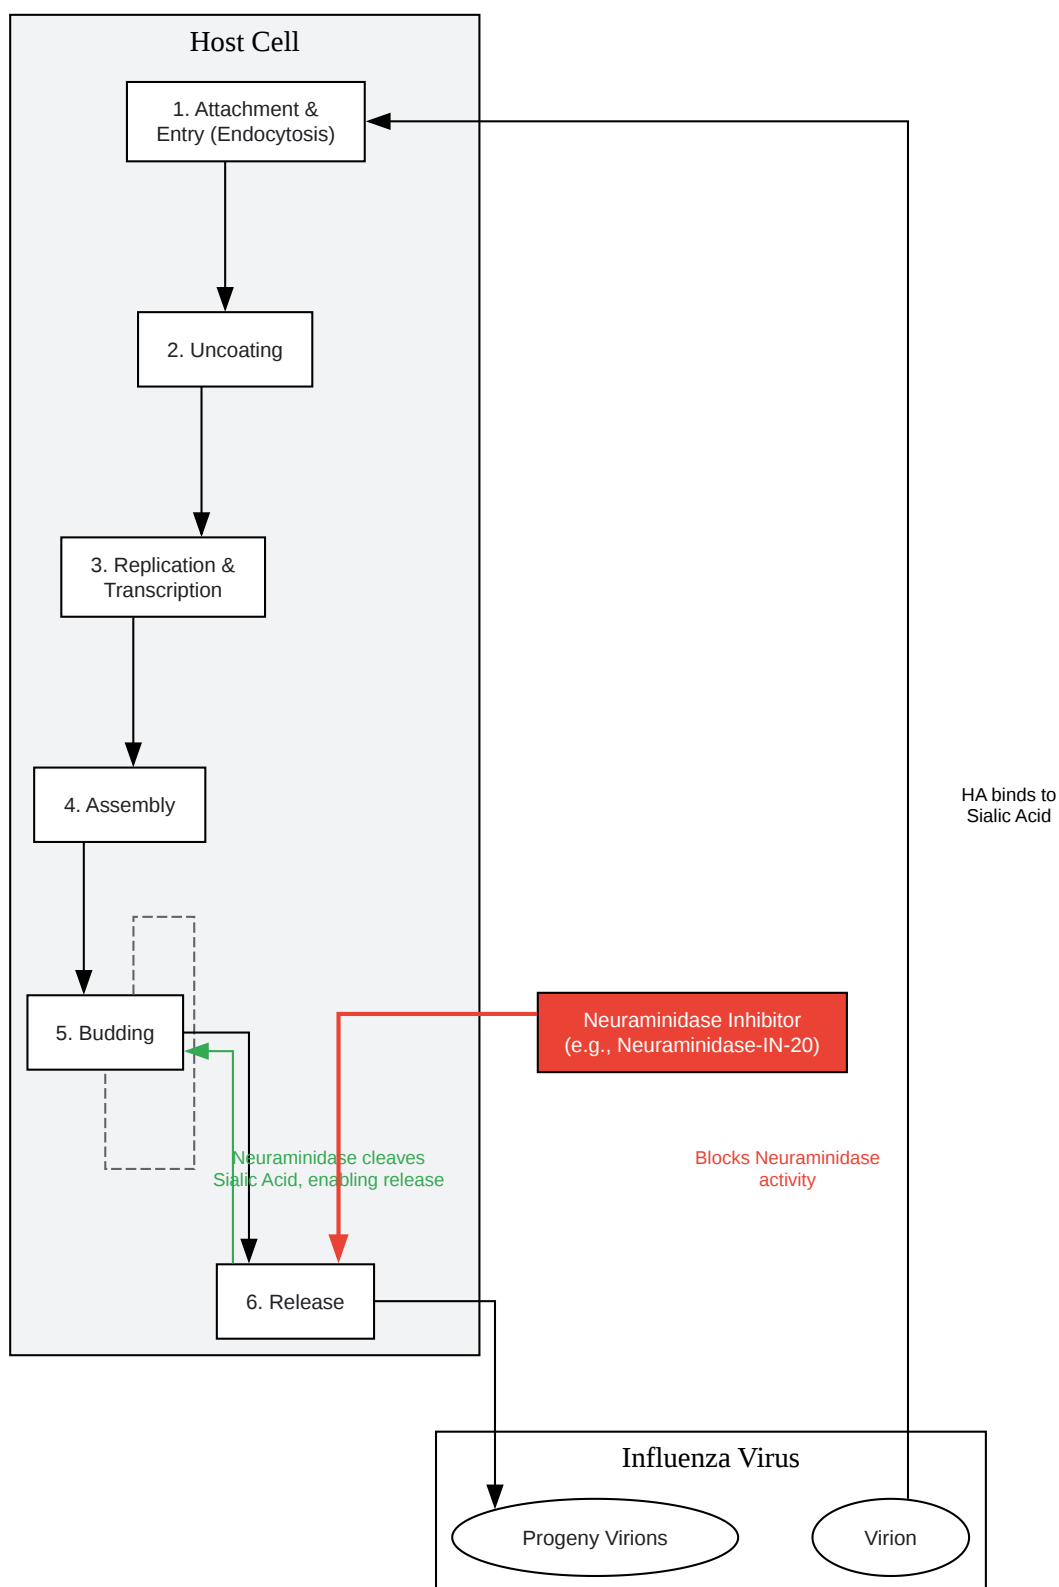 Host Cell
1. Attachment &
Entry (Endocytosis)
2. Uncoating
3. Replication &
Transcription
4. Assembly
HA binds to
Sialic Acid
5. Budding
Neuraminidase Inhibitor
(e.g., Neuraminidase-IN-20)
Neuraminidase cleaves
Sialic Acid, enabling release
Blocks Neuraminidase
activity
6. Release
Influenza Virus
Progeny Virions
Virion